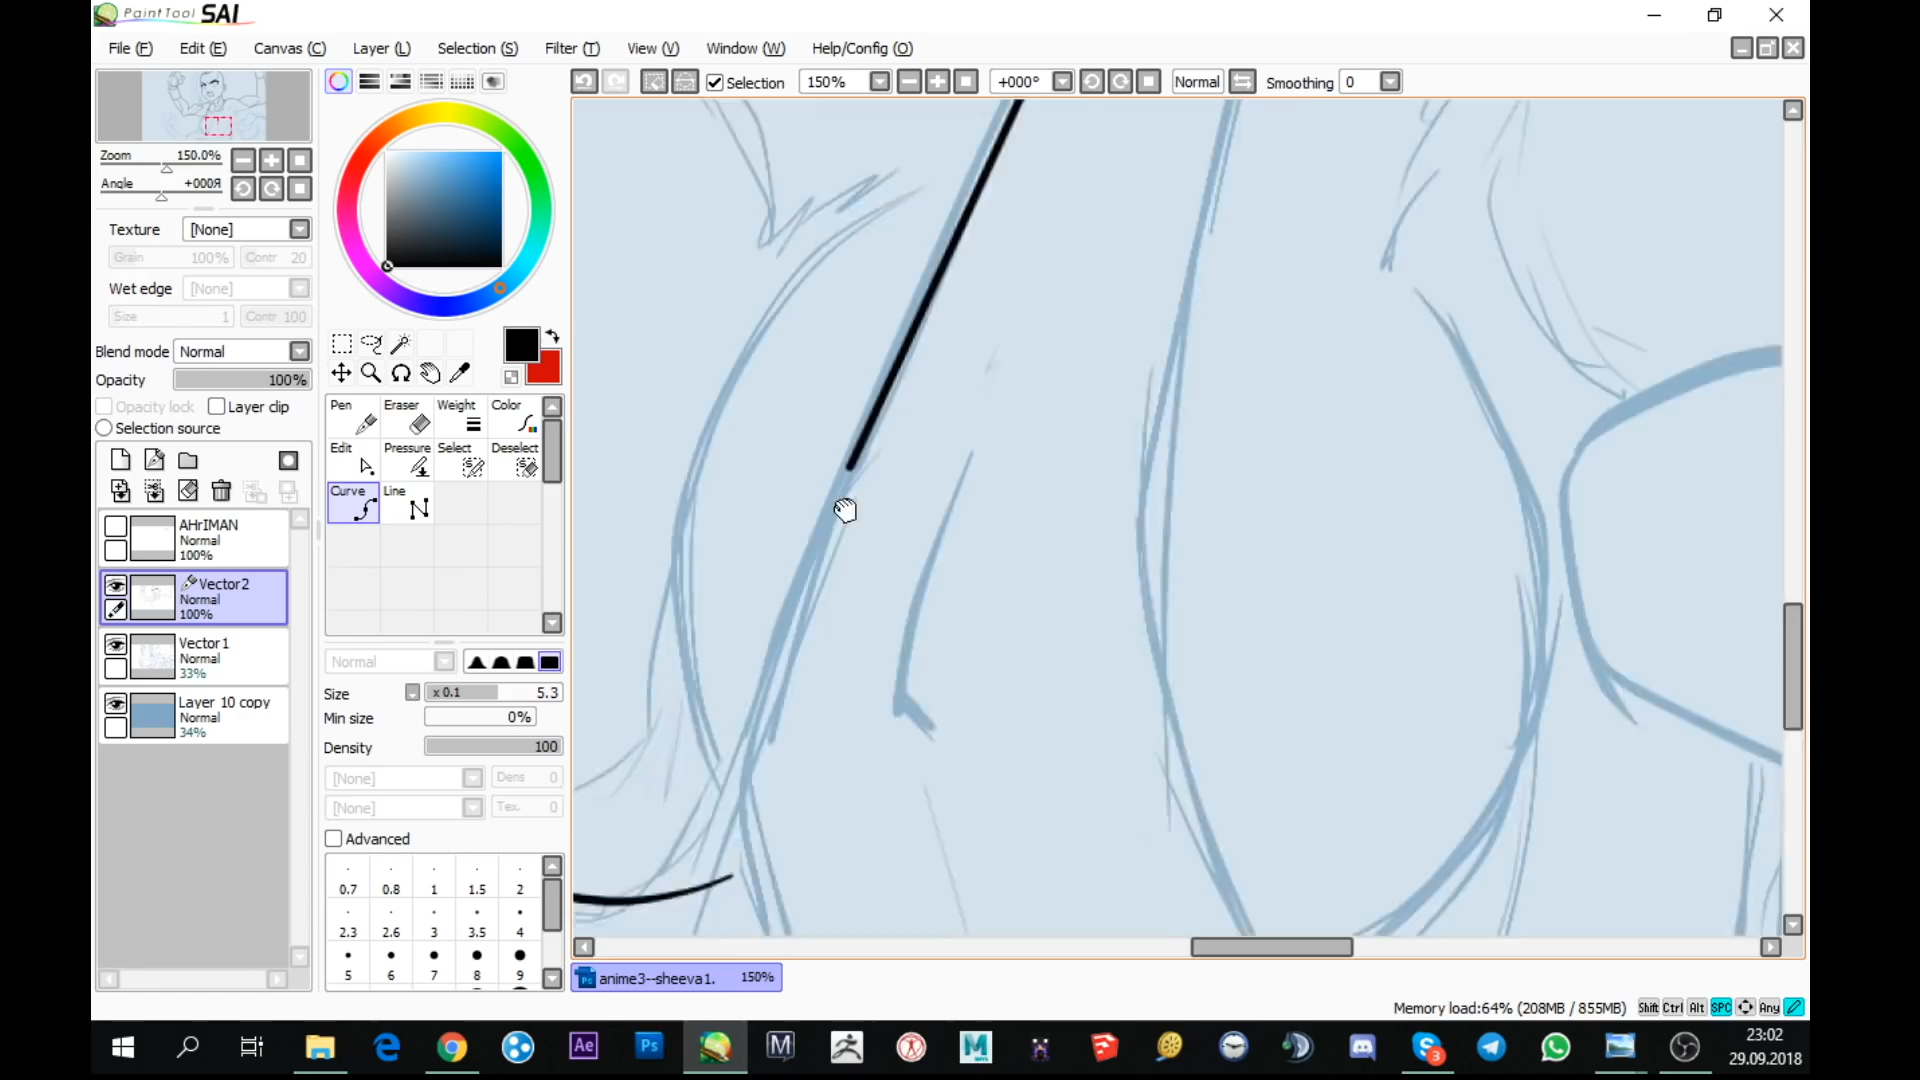 PaintTool SAI
File (F) Edit (E) Canvas (C) Layer (L) Selection (S) Filter (T) View (V) Window (W) Help/Config (O)
Selection 150% +000° Normal Smoothing 0
Zoom 150.0%
Angle +000Я
Texture [None]
Grain 100% Contr 20
Wet edge [None]
Size 1 Contr 100
Blend mode Normal
Opacity 100%
Opacity lock Layer clip
Selection source
AHrIMAN
Normal
100%
Vector2
Normal
100%
Vector1
Normal
33%
Layer 10 copy
Normal
34%
Pen Eraser Weight Color
Edit Pressure Select Deselect
Curve Line
Normal
Size x 0.1 5.3
Min size 0%
Density 100
[None] Dens 0
[None] Tex. 0
Advanced
0.7 0.8 1 1.5 2
2.3 2.6 3 3.5 4
5 6 7 8 9
Ps anime3--sheeva1. 150%
Memory load:64% (208MB / 855MB) Shift Ctrl Alt SPC Any
Ae Ps M M 3
23:02
29.09.2018